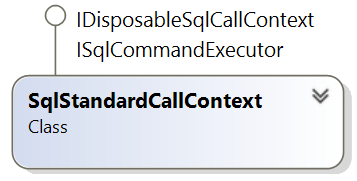 IDisposableSqlCallContext
ISqlCommandExecutor
SqlStandardCallContext
Class